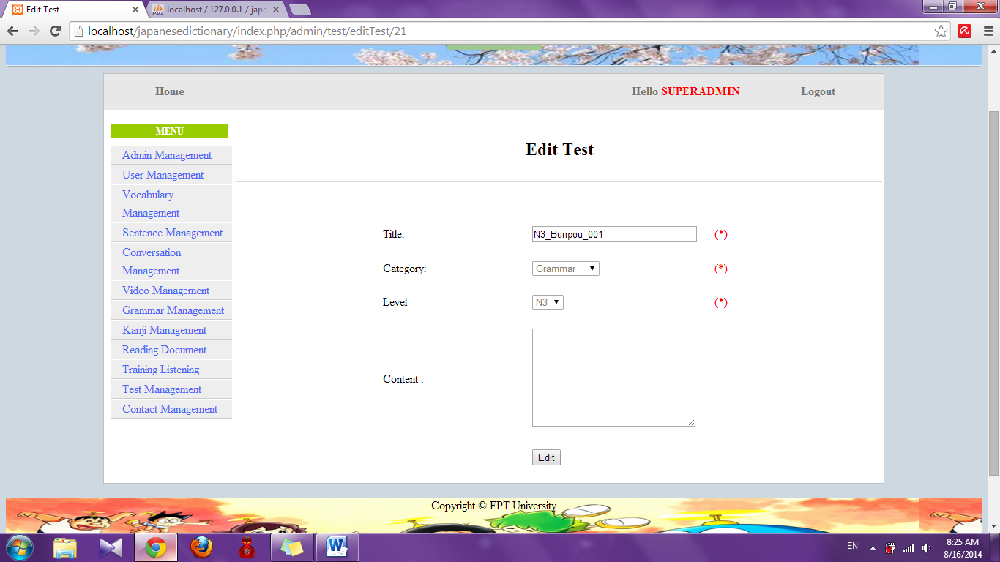 Edit Test
localhost / 127.0.0.1 / japa
localhost/japanesedictionary/index.php/admin/test/editTest/21
Home
Hello SUPERADMIN
Logout
MENU
Admin Management
User Management
Vocabulary
Management
Sentence Management
Conversation
Management
Video Management
Grammar Management
Kanji Management
Reading Document
Training Listening
Test Management
Contact Management
Edit Test
Title:
N3_Bunpou_001
(*)
Category:
Grammar
(*)
Level
N3
(*)
Content :
Edit
Copyright © FPT University
EN
8:25 AM
8/16/2014